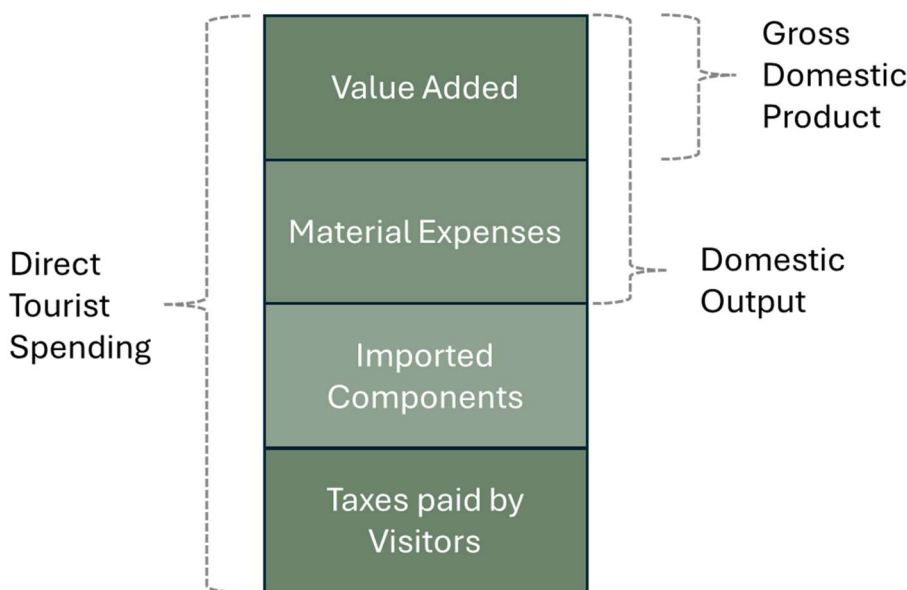 Gross
Domestic
Product
Value Added
Material Expenses
Direct
Tourist
Spending
Domestic
Output
Imported
Components
Taxes paid by
Visitors